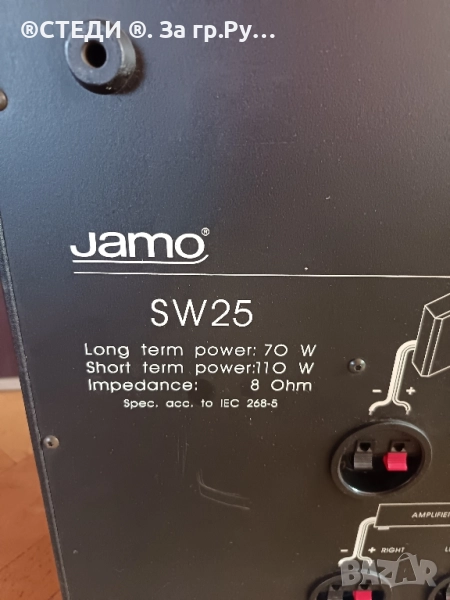 ©СТЕДИ ®. За гр.Ру...
Jamo®
SW25
Long term power: 70 W
Short term power:110 W
Impedance: 8 Ohm
Spec. acc. to IEC 268-5
- +
AMPLIFIER
- + RIGHT
BAZAR